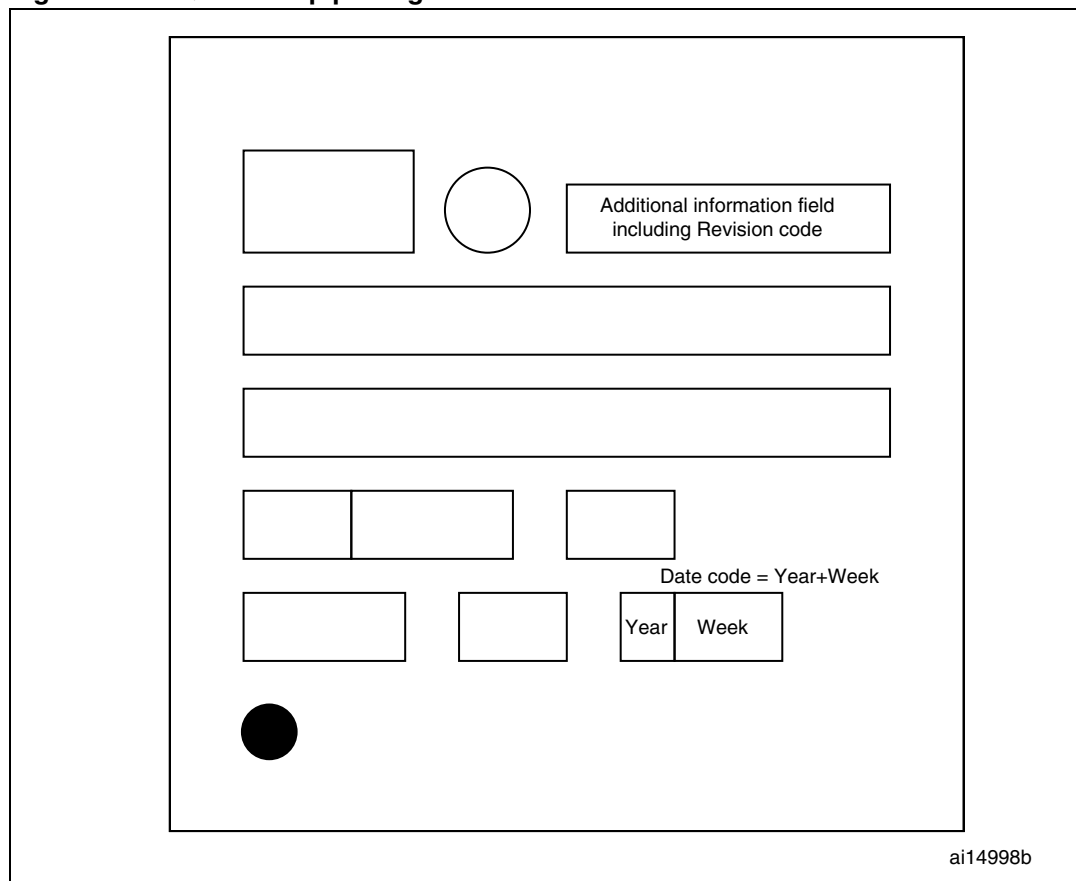 Additional information field
including Revision code
Date code = Year+Week
Year
Week
ai14998b